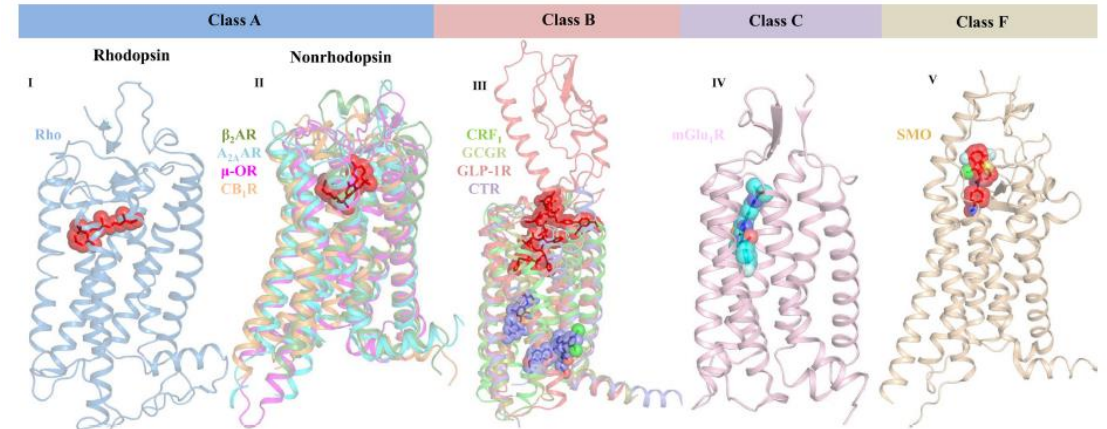 Class A
Class B
Class C
Class F
Rhodopsin
Nonrhodopsin
I
Rho
II
β₂AR
A₂ₐAR
μ-OR
CB₁R
III
CRF₁
GCGR
GLP-1R
CTR
IV
mGlu₁R
V
SMO